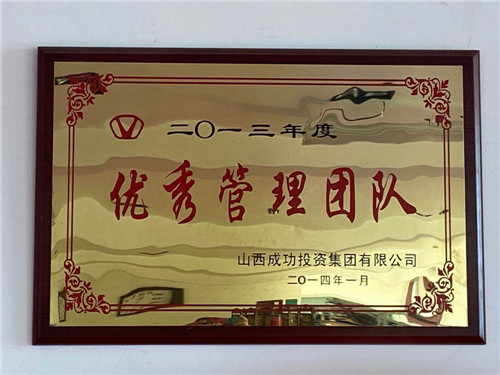 二〇一三年度
优秀管理团队
山西成功投资集团有限公司
二〇一四年一月